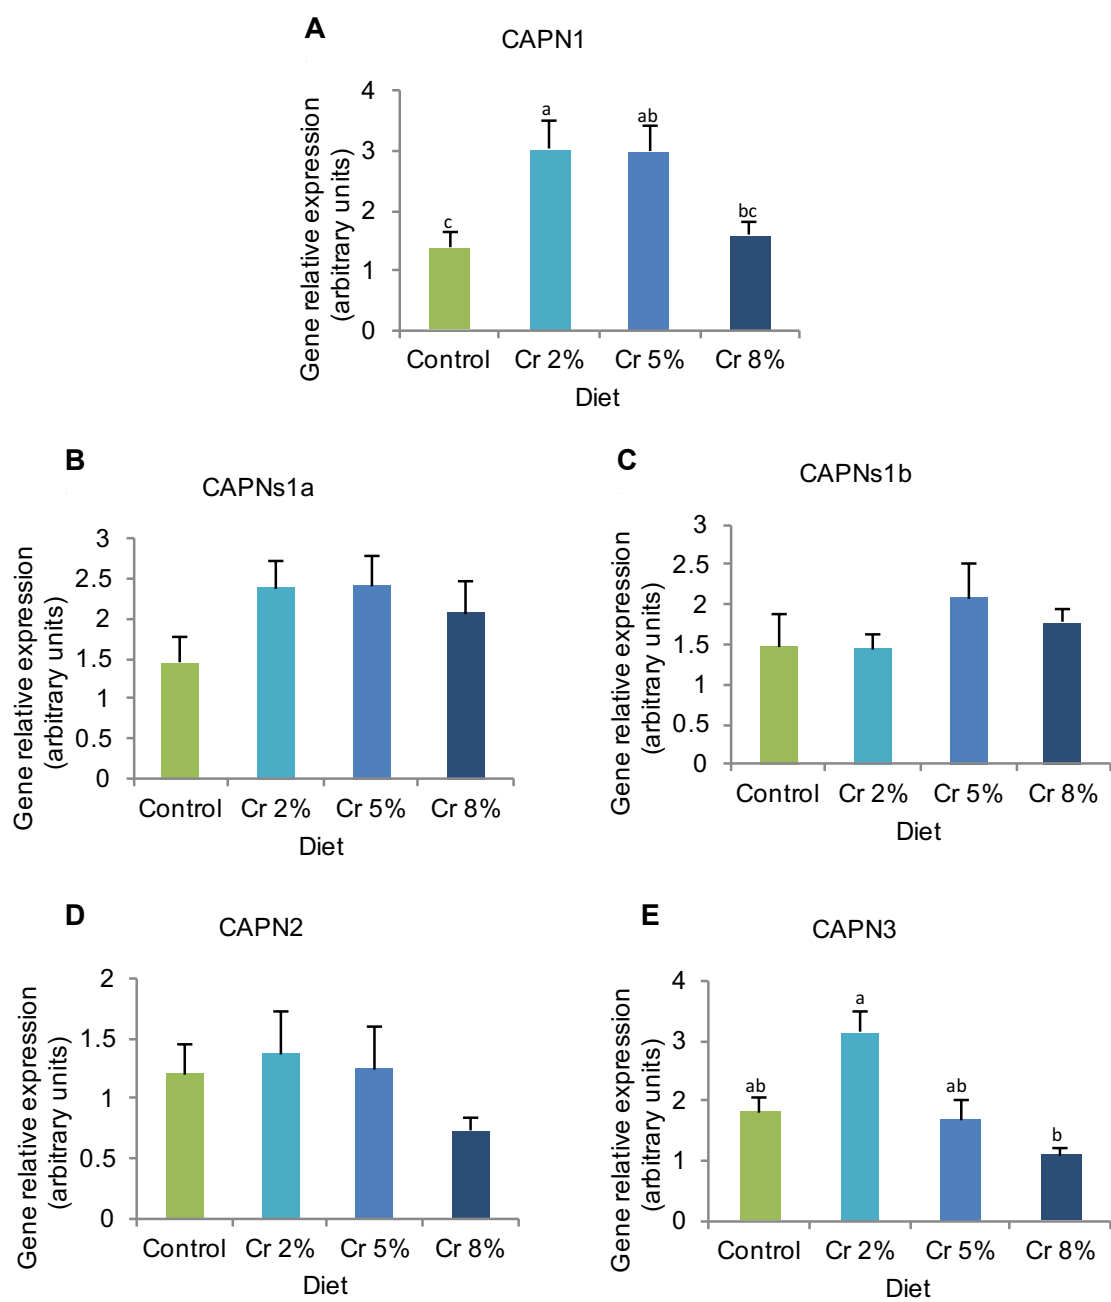 A
CAPN1
Gene relative expression
(arbitrary units)
4
3
2
1
0
c
a
ab
bc
Control
Cr 2%
Cr 5%
Cr 8%
Diet
B
CAPNs1a
Gene relative expression
(arbitrary units)
3
2.5
2
1.5
1
0.5
0
Control
Cr 2%
Cr 5%
Cr 8%
Diet
C
CAPNs1b
Gene relative expression
(arbitrary units)
3
2.5
2
1.5
1
0.5
0
Control
Cr 2%
Cr 5%
Cr 8%
Diet
D
CAPN2
Gene relative expression
(arbitrary units)
2
1.5
1
0.5
0
Control
Cr 2%
Cr 5%
Cr 8%
Diet
E
CAPN3
Gene relative expression
(arbitrary units)
4
3
2
1
0
ab
a
ab
b
Control
Cr 2%
Cr 5%
Cr 8%
Diet